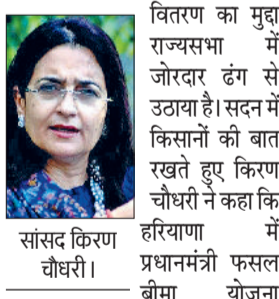 सांसद किरण
चौधरी।
वितरण का मुद्दा
राज्यसभा में
जोरदार ढंग से
उठाया है। सदन में
किसानों की बात
रखते हुए किरण
चौधरी ने कहा कि
हरियाणा में
प्रधानमंत्री फसल
बीमा योजना